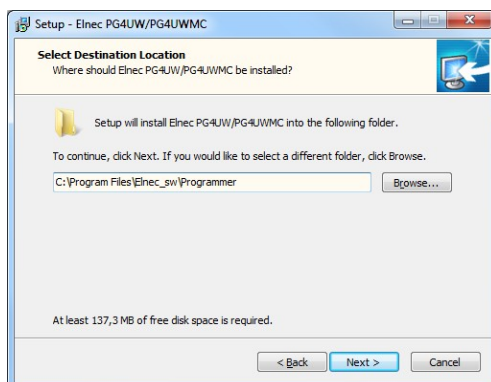 Setup - Elnec PG4UW/PG4UWMC
Select Destination Location
Where should Elnec PG4UW/PG4UWMC be installed?
Setup will install Elnec PG4UW/PG4UWMC into the following folder.
To continue, click Next. If you would like to select a different folder, click Browse.
C:\Program Files\Elnec_sw\Programmer
Browse...
At least 137,3 MB of free disk space is required.
< Back
Next >
Cancel